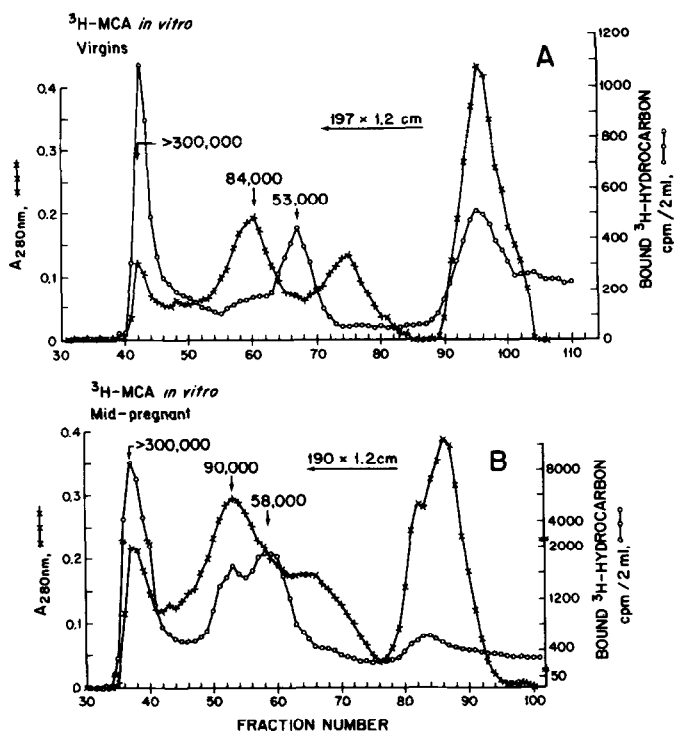 ³H-MCA in vitro
Virgins
A
1200
1000
800
600
400
200
0
0.4
0.3
0.2
0.1
0
>300,000
84,000
53,000
197 × 1.2 cm
A280nm, ×—×—×
BOUND ³H-HYDROCARBON
cpm/2 ml, o—o—o
30 40 50 60 70 80 90 100 110
³H-MCA in vitro
Mid-pregnant
B
0.4
0.3
0.2
0.1
0
>300,000
90,000
58,000
190 × 1.2cm
8000
4000
2000
1200
400
50
A280nm, ×—×—×
BOUND ³H-HYDROCARBON
cpm/2 ml, o—o—o
30 40 50 60 70 80 90 100
FRACTION NUMBER